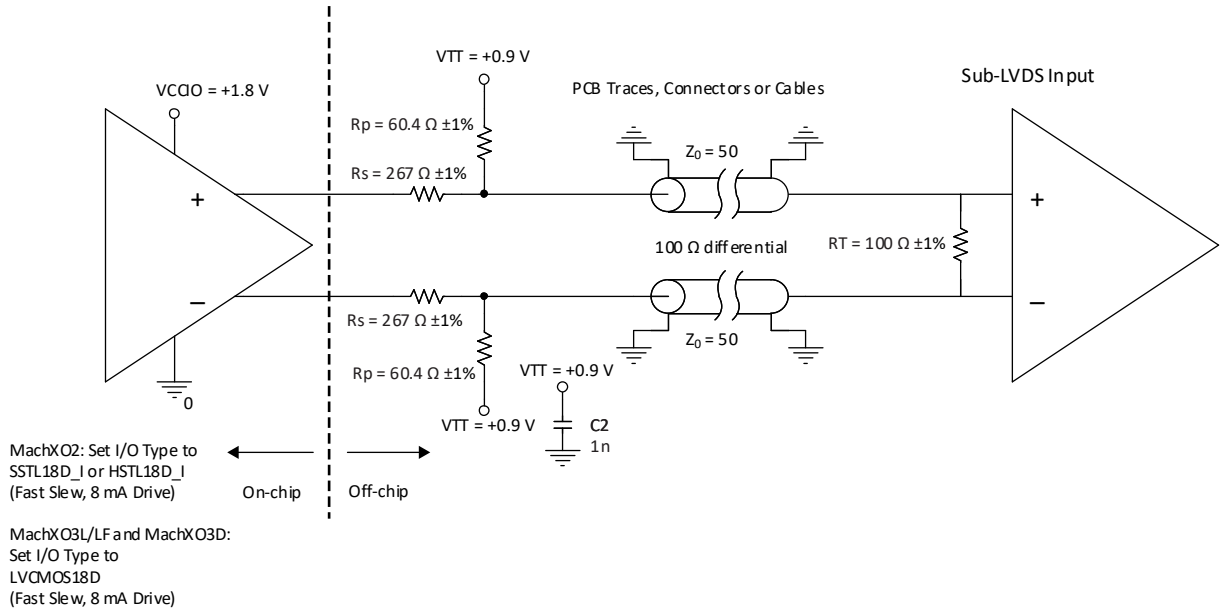 VTT = +0.9 V
VCCIO = +1.8 V
Rp = 60.4 Ω ±1%
Rs = 267 Ω ±1%
PCB Traces, Connectors or Cables
Z₀ = 50
Sub-LVDS Input
+
+
100 Ω differential
RT = 100 Ω ±1%
−
−
Rs = 267 Ω ±1%
Z₀ = 50
Rp = 60.4 Ω ±1%
VTT = +0.9 V
VTT = +0.9 V
0
C2
1n
MachXO2: Set I/O Type to
SSTL18D_I or HSTL18D_I
(Fast Slew, 8 mA Drive)
On-chip
Off-chip
MachXO3L/LF and MachXO3D:
Set I/O Type to
LVCMOS18D
(Fast Slew, 8 mA Drive)